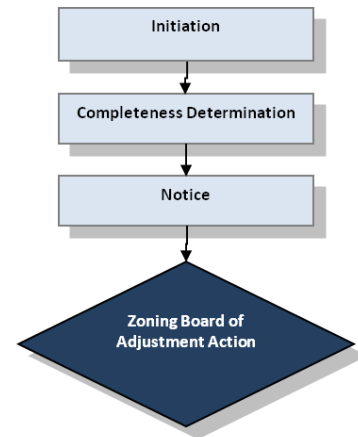 Initiation
Completeness Determination
Notice
Zoning Board of
Adjustment Action